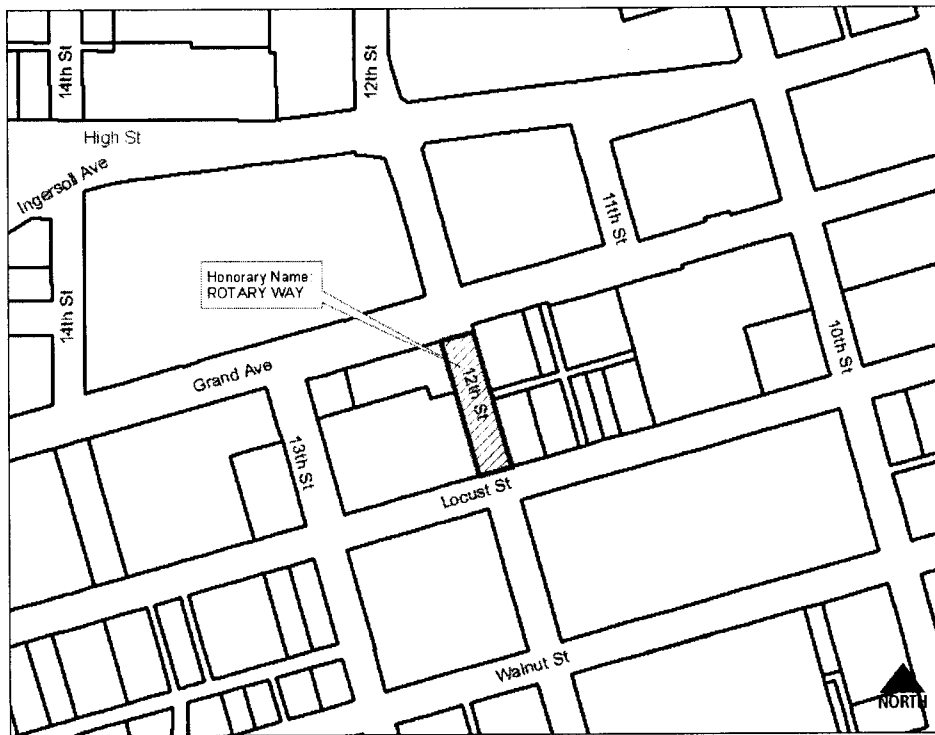 14th St
12th St
High St
Ingersoll Ave
11th St
Honorary Name:
ROTARY WAY
14th St
10th St
Grand Ave
12th St
13th St
Locust St
Walnut St
NORTH